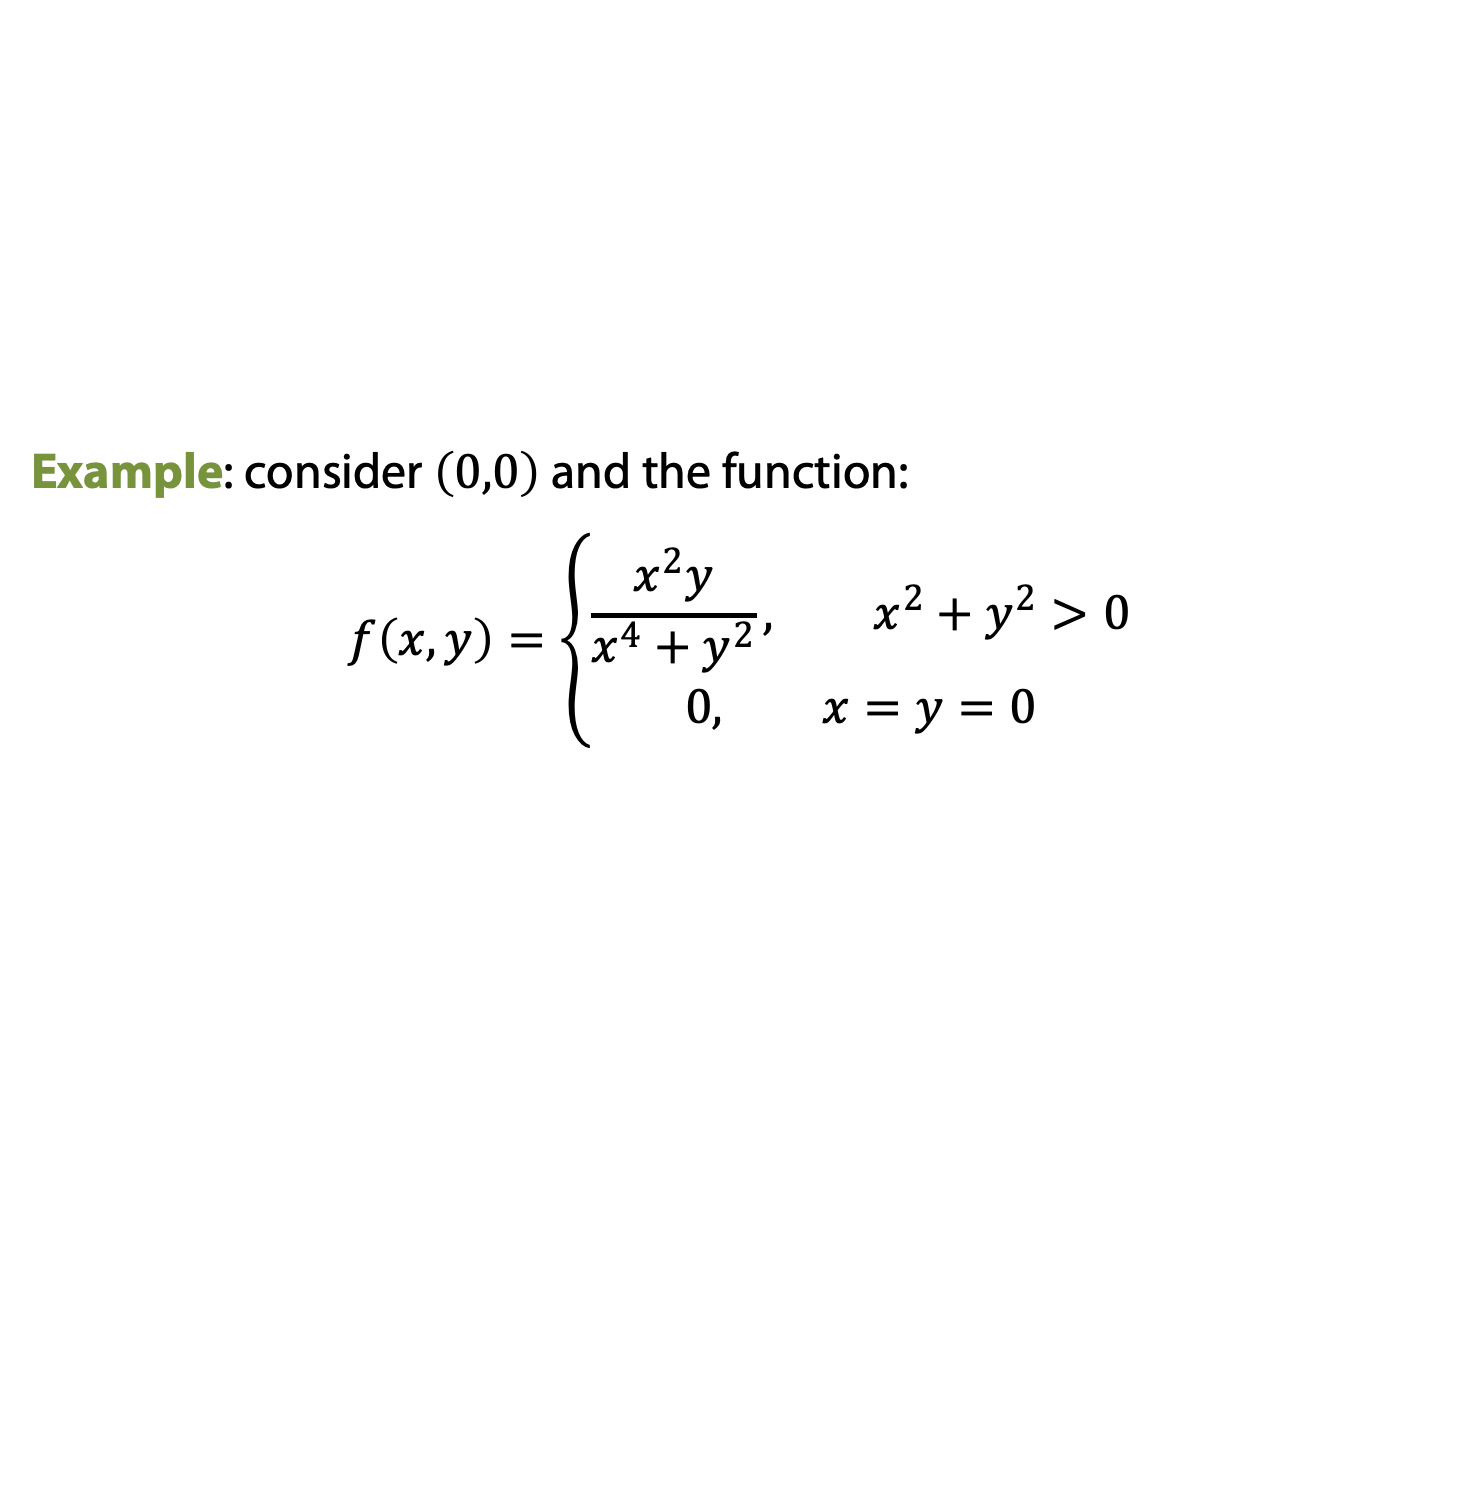 Example: consider (0,0) and the function:
f(x,y) = { x²y / x⁴ + y² , x² + y² > 0
0, x = y = 0